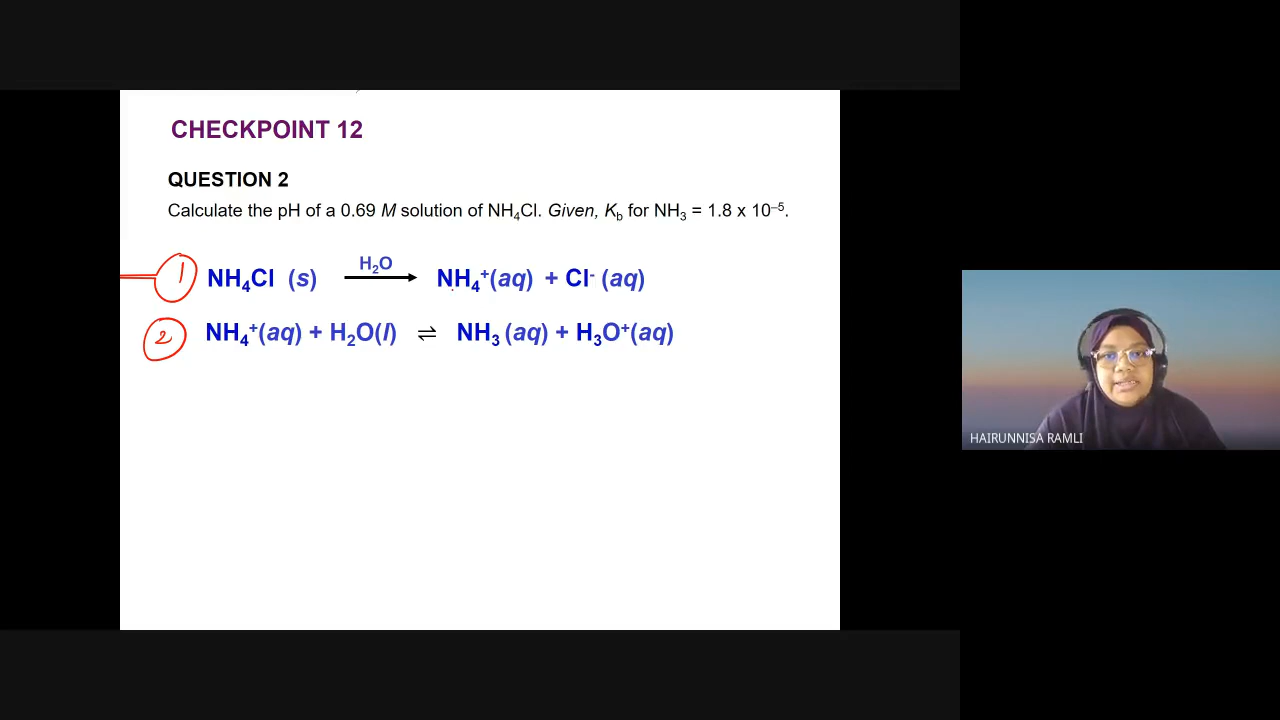 CHECKPOINT 12
QUESTION 2
Calculate the pH of a 0.69 M solution of NH₄Cl. Given, K_b for NH₃ = 1.8 x 10⁻⁵.
1 NH₄Cl (s) H₂O → NH₄⁺(aq) + Cl⁻ (aq)
2 NH₄⁺(aq) + H₂O(l) ⇌ NH₃ (aq) + H₃O⁺(aq)
HAIRUNNISA RAMLI